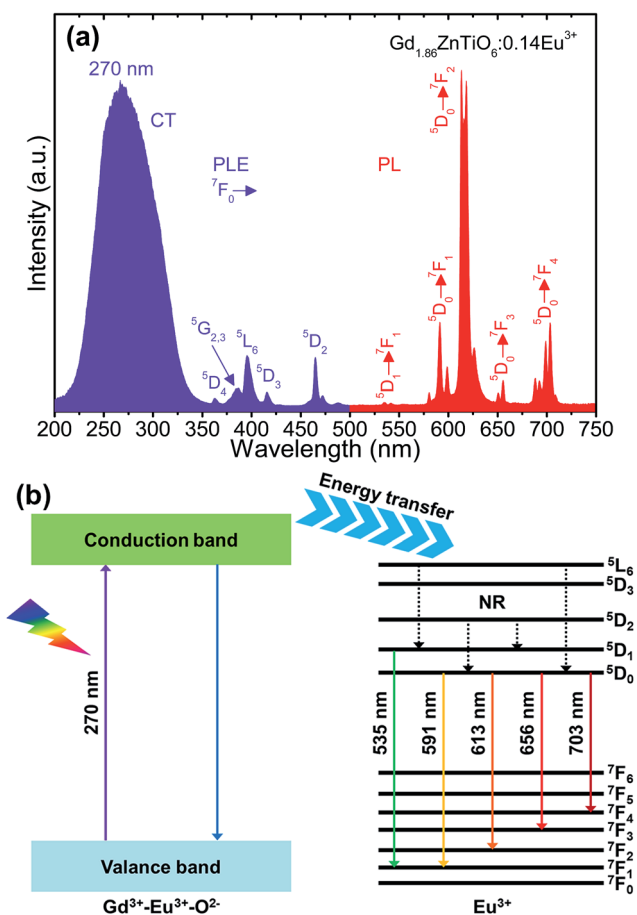 (a)
Gd1.86ZnTiO6:0.14Eu3+
270 nm
CT
PLE
7F0→
PL
5D4
5G2,3
5L6
5D3
5D2
5D1→7F1
5D0→7F1
5D0→7F2
5D0→7F3
5D0→7F4
Intensity (a.u.)
200 250 300 350 400 450 500 550 600 650 700 750
Wavelength (nm)
(b)
Energy transfer
Conduction band
270 nm
Valance band
Gd3+-Eu3+-O2-
5L6
5D3
NR
5D2
5D1
5D0
535 nm
591 nm
613 nm
656 nm
703 nm
7F6
7F5
7F4
7F3
7F2
7F1
7F0
Eu3+